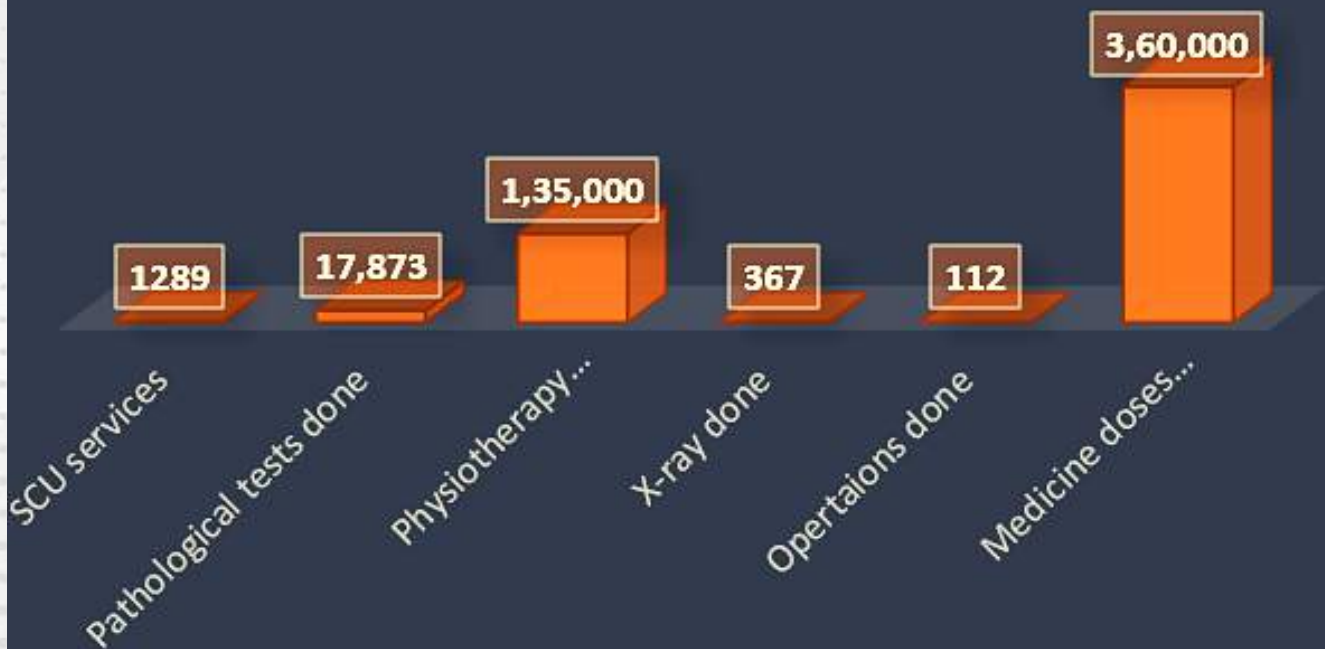 1289
17,873
1,35,000
367
112
3,60,000
SCU services
Pathological tests done
Physiotherapy...
X-ray done
Opertaions done
Medicine doses...